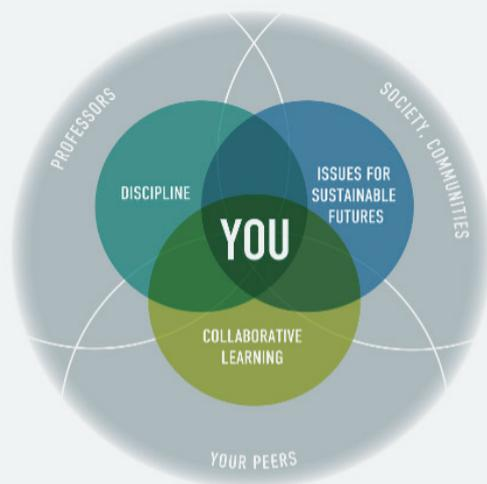 PROFESSORS
SOCIETY, COMMUNITIES
DISCIPLINE
ISSUES FOR
SUSTAINABLE
FUTURES
YOU
COLLABORATIVE
LEARNING
YOUR PEERS